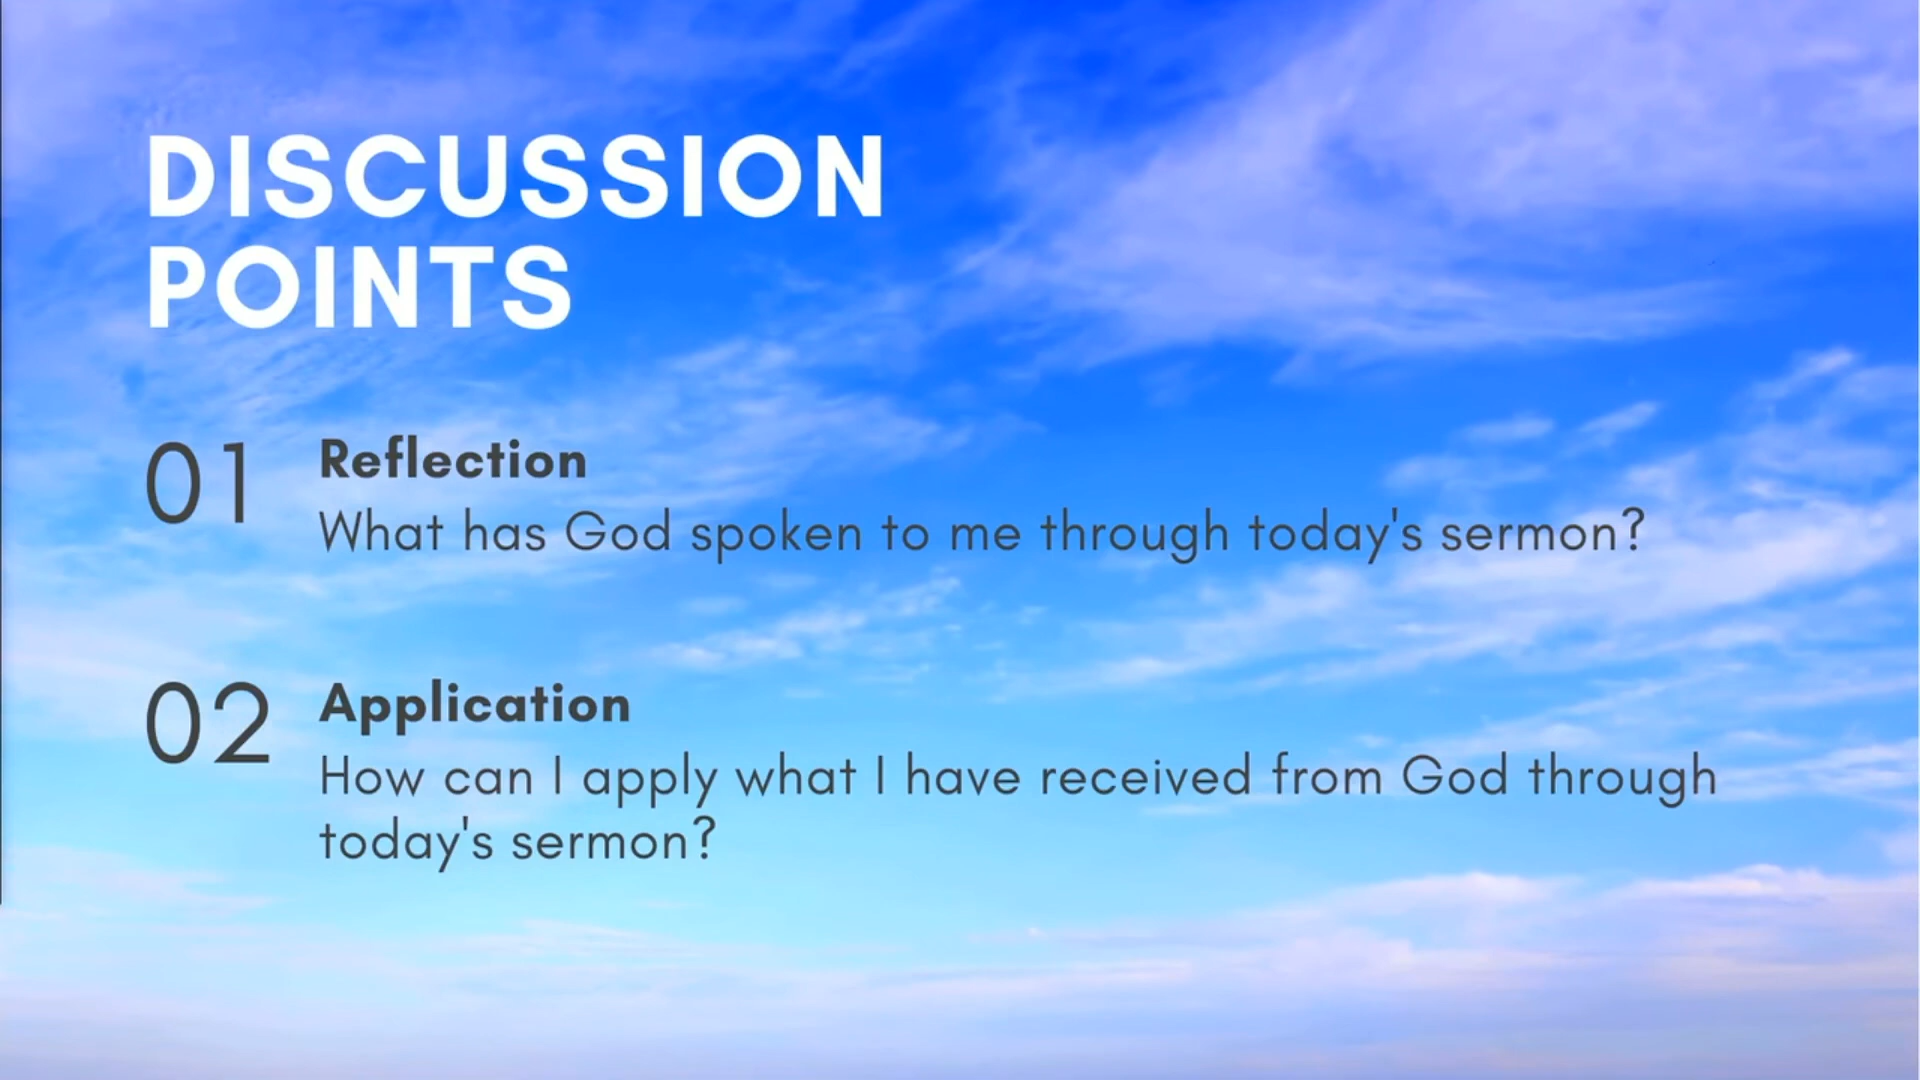 DISCUSSION
POINTS
01
Reflection
What has God spoken to me through today's sermon?
02
Application
How can I apply what I have received from God through
today's sermon?